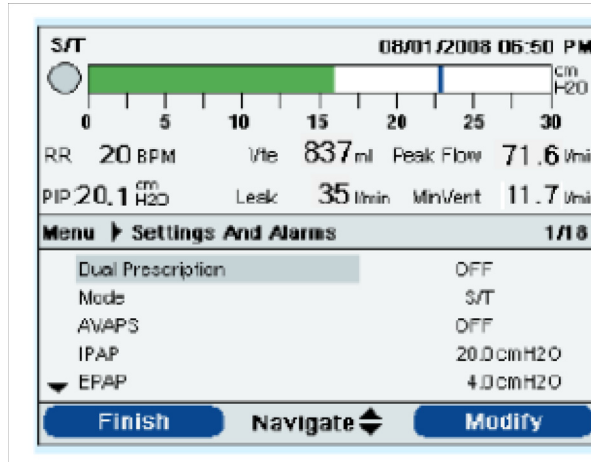 S/T 08/01/2008 06:50 PM
cm
H2O
0 5 10 15 20 25 30
RR 20 BPM Vte 837 ml Peak Flow 71.6 l/mi
PIP 20.1 cm H2O Leak 35 l/min MinVent 11.7 l/mi
Menu Settings And Alarms 1/18
Dual Prescription OFF
Mode S/T
AVAPS OFF
IPAP 20.0 cmH2O
EPAP 4.0 cmH2O
Finish Navigate Modify